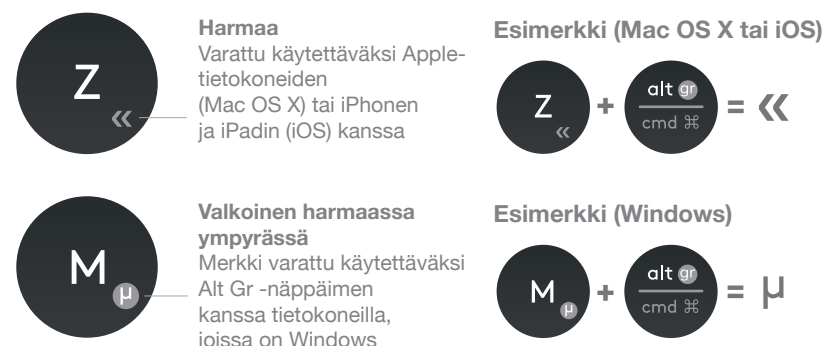 Z
«
Harmaa
Varattu käytettäväksi Apple-
tietokoneiden
(Mac OS X) tai iPhonen
ja iPadin (iOS) kanssa
Esimerkki (Mac OS X tai iOS)
Z « + alt gr cmd ⌘ = «
M
µ
Valkoinen harmaassa
ympyrässä
Merkki varattu käytettäväksi
Alt Gr -näppäimen
kanssa tietokoneilla,
joissa on Windows
Esimerkki (Windows)
M µ + alt gr cmd ⌘ = µ